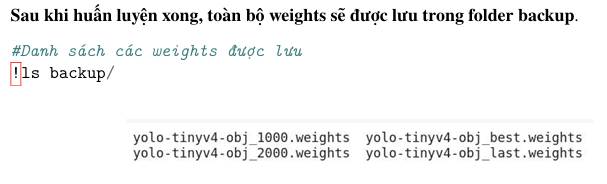 Sau khi huấn luyện xong, toàn bộ weights sẽ được lưu trong folder backup.
#Danh sách các weights được lưu
!ls backup/
yolo-tinyv4-obj_1000.weights  yolo-tinyv4-obj_best.weights
yolo-tinyv4-obj_2000.weights  yolo-tinyv4-obj_last.weights